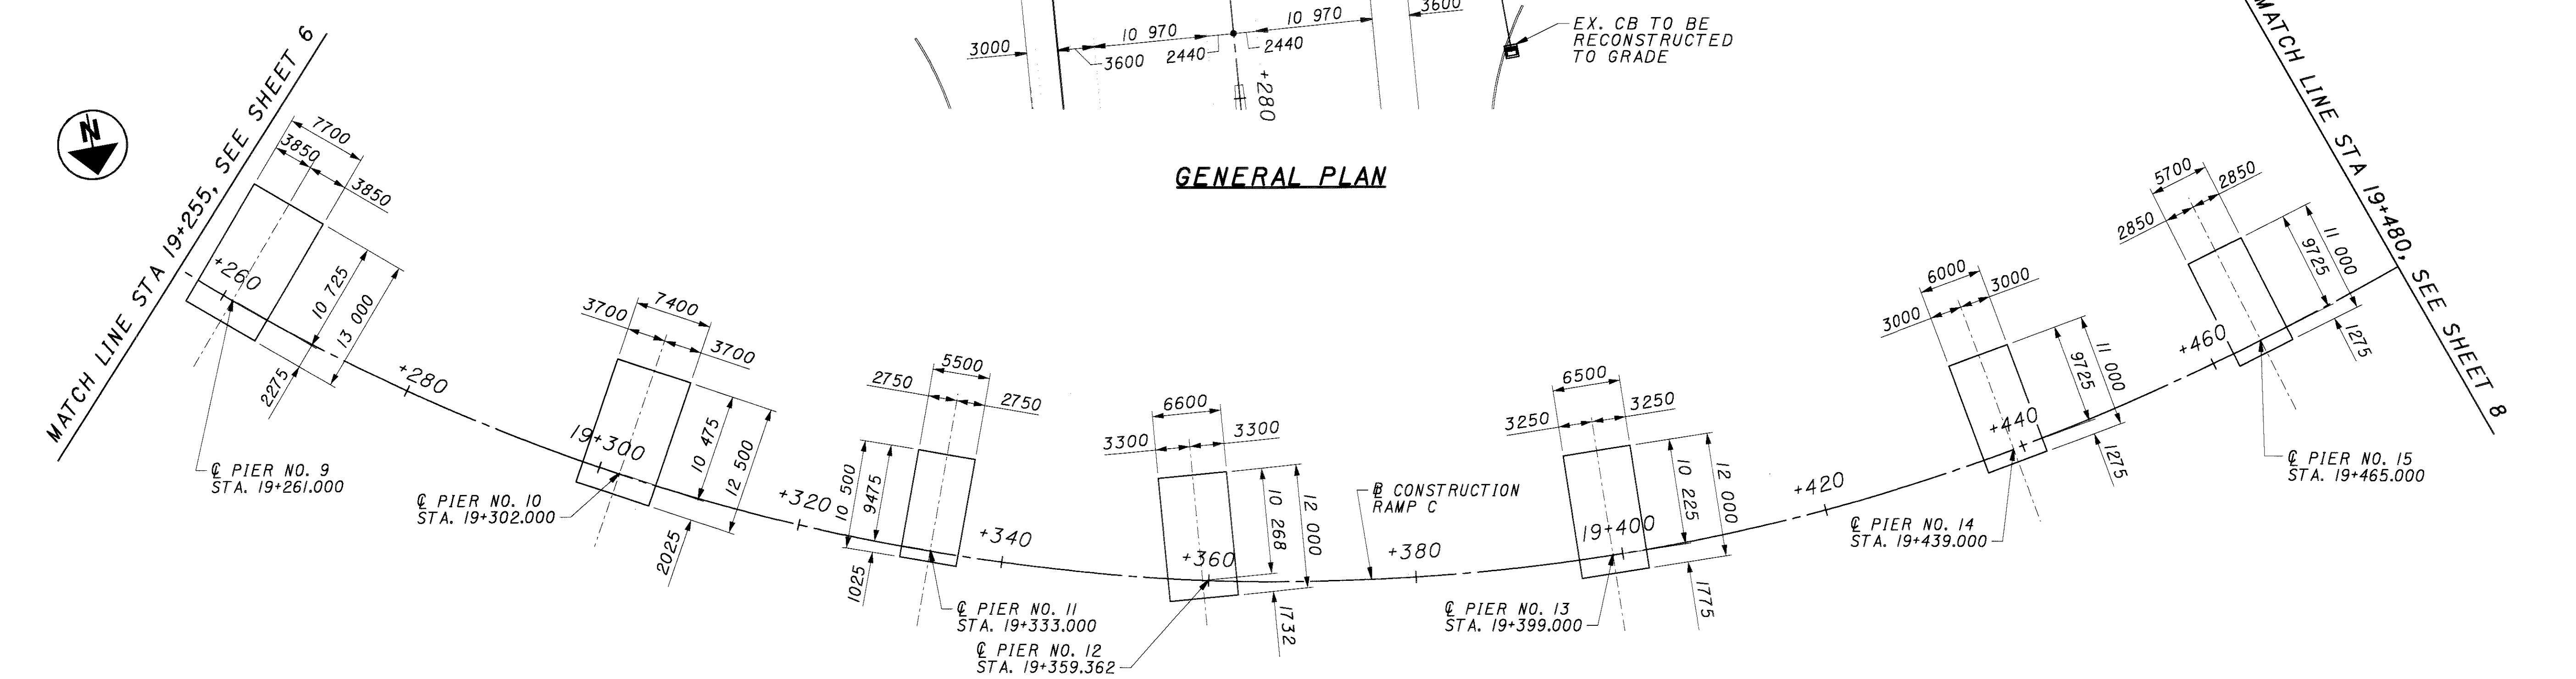 MATCH LINE STA 19+255, SEE SHEET 6
N
3000
10 970
10 970
3600
3600
2440
2440
+280
EX. CB TO BE
RECONSTRUCTED
TO GRADE
GENERAL PLAN
MATCH LINE STA 19+480, SEE SHEET 8
7700
3850
3850
+260
10 725
13 000
2275
℄ PIER NO. 9
STA. 19+261.000
+280
7400
3700
3700
19+300
10 475
12 500
2025
℄ PIER NO. 10
STA. 19+302.000
+320
5500
2750
2750
10 500
9475
1025
℄ PIER NO. 11
STA. 19+333.000
+340
6600
3300
3300
+360
10 268
12 000
1732
℄ PIER NO. 12
STA. 19+359.362
BL CONSTRUCTION
RAMP C
+380
6500
3250
3250
19+400
10 225
12 000
1775
℄ PIER NO. 13
STA. 19+399.000
+420
6000
3000
3000
+440
9725
11 000
1275
℄ PIER NO. 14
STA. 19+439.000
+460
5700
2850
2850
9725
11 000
1275
℄ PIER NO. 15
STA. 19+465.000